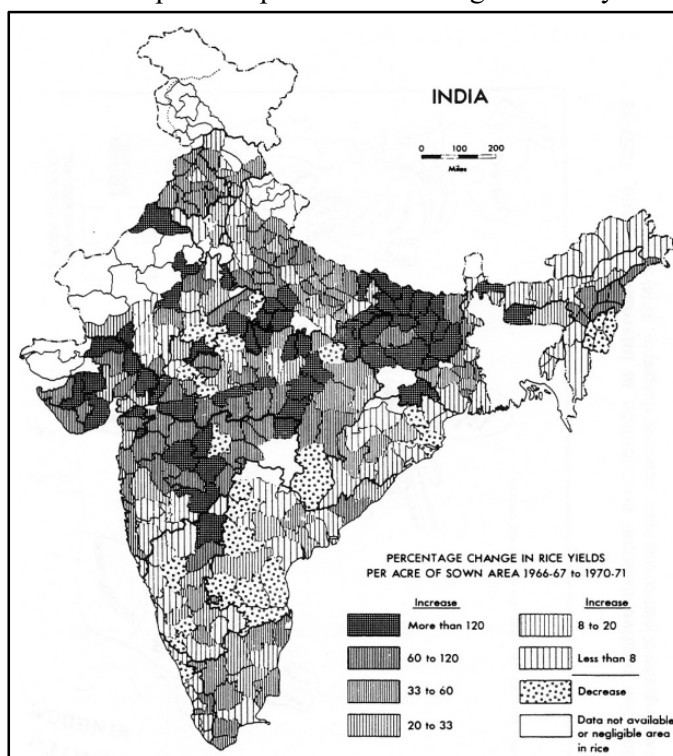 INDIA
0 100 200
Miles
PERCENTAGE CHANGE IN RICE YIELDS
PER ACRE OF SOWN AREA 1966-67 to 1970-71
Increase
More than 120
60 to 120
33 to 60
20 to 33
Increase
8 to 20
Less than 8
Decrease
Data not available
or negligible area
in rice